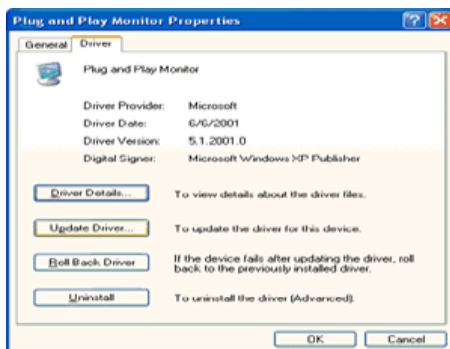 Plug and Play Monitor Properties
General Driver
Plug and Play Monitor
Driver Provider: Microsoft
Driver Date: 6/6/2001
Driver Version: 5.1.2001.0
Digital Signer: Microsoft Windows XP Publisher
Driver Details... To view details about the driver files.
Update Driver... To update the driver for this device.
Roll Back Driver If the device fails after updating the driver, roll
back to the previously installed driver.
Uninstall To uninstall the driver (Advanced).
OK Cancel